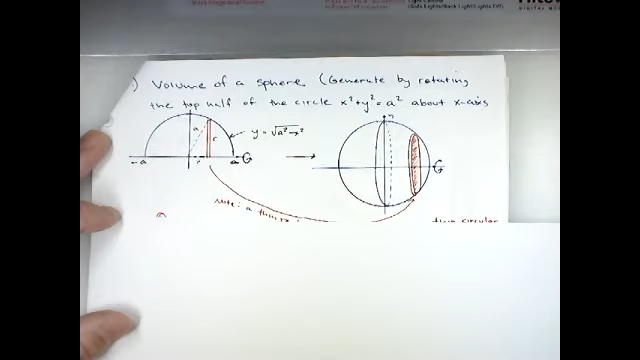 ) Volume of a sphere (Generate by rotating
the top half of the circle x²+y²=a² about x-axis
y = √a²-x²
a
r
-a
a
Note: a thin
thin circular